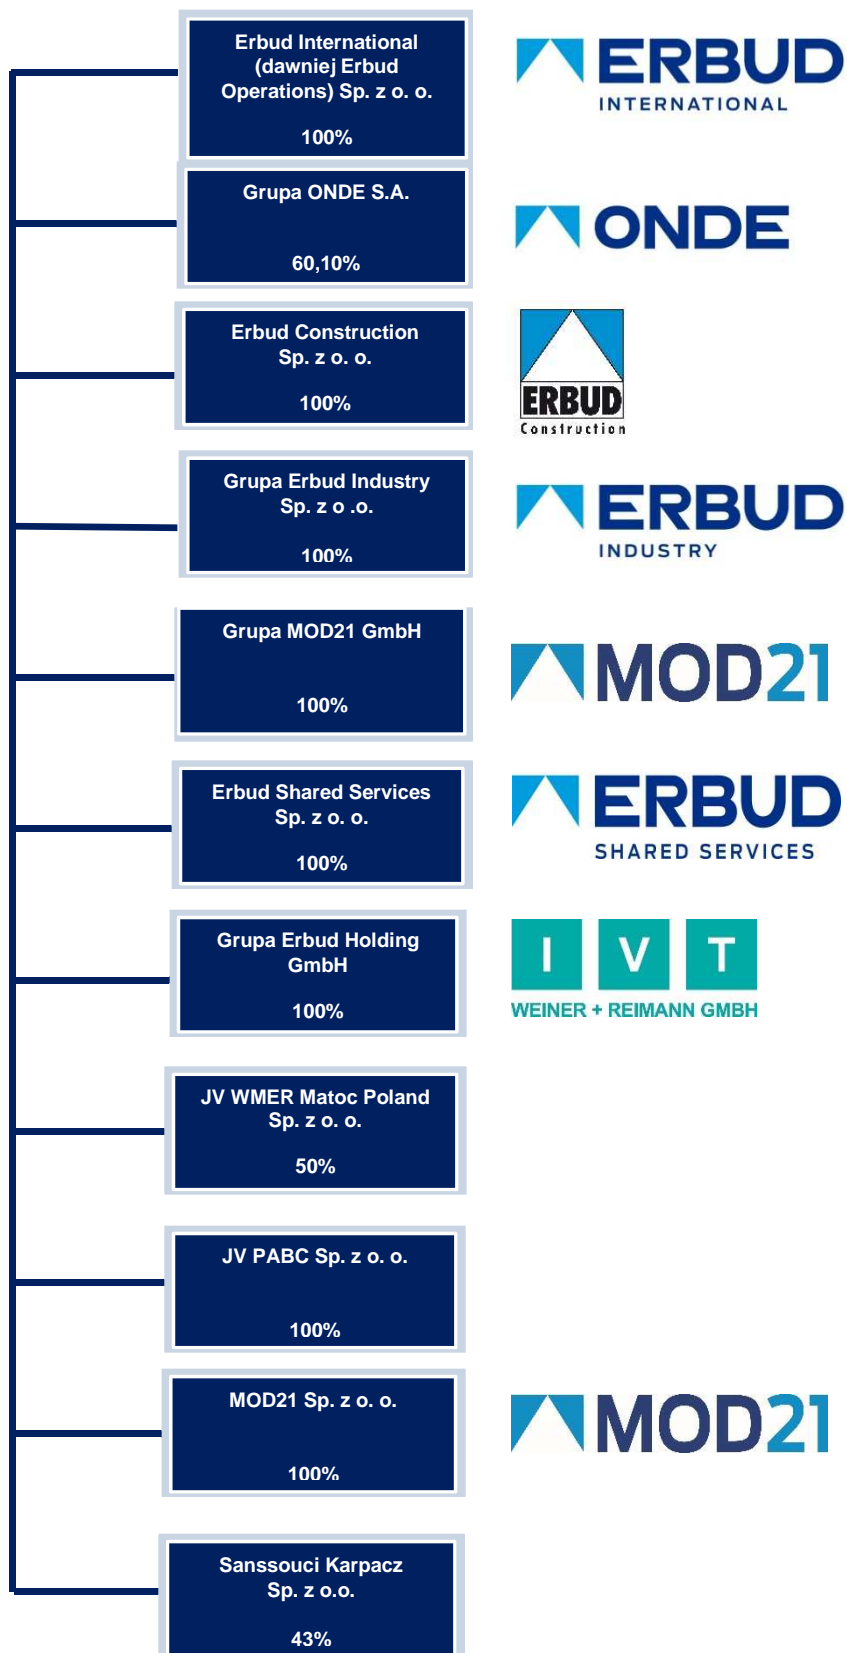 Erbud International
(dawniej Erbud
Operations) Sp. z o. o.
100%
ERBUD
INTERNATIONAL
Grupa ONDE S.A.
60,10%
ONDE
Erbud Construction
Sp. z o. o.
100%
ERBUD
Construction
Grupa Erbud Industry
Sp. z o .o.
100%
ERBUD
INDUSTRY
Grupa MOD21 GmbH
100%
MOD21
Erbud Shared Services
Sp. z o. o.
100%
ERBUD
SHARED SERVICES
Grupa Erbud Holding
GmbH
100%
I V T
WEINER + REIMANN GMBH
JV WMER Matoc Poland
Sp. z o. o.
50%
JV PABC Sp. z o. o.
100%
MOD21 Sp. z o. o.
100%
MOD21
Sanssouci Karpacz
Sp. z o.o.
43%